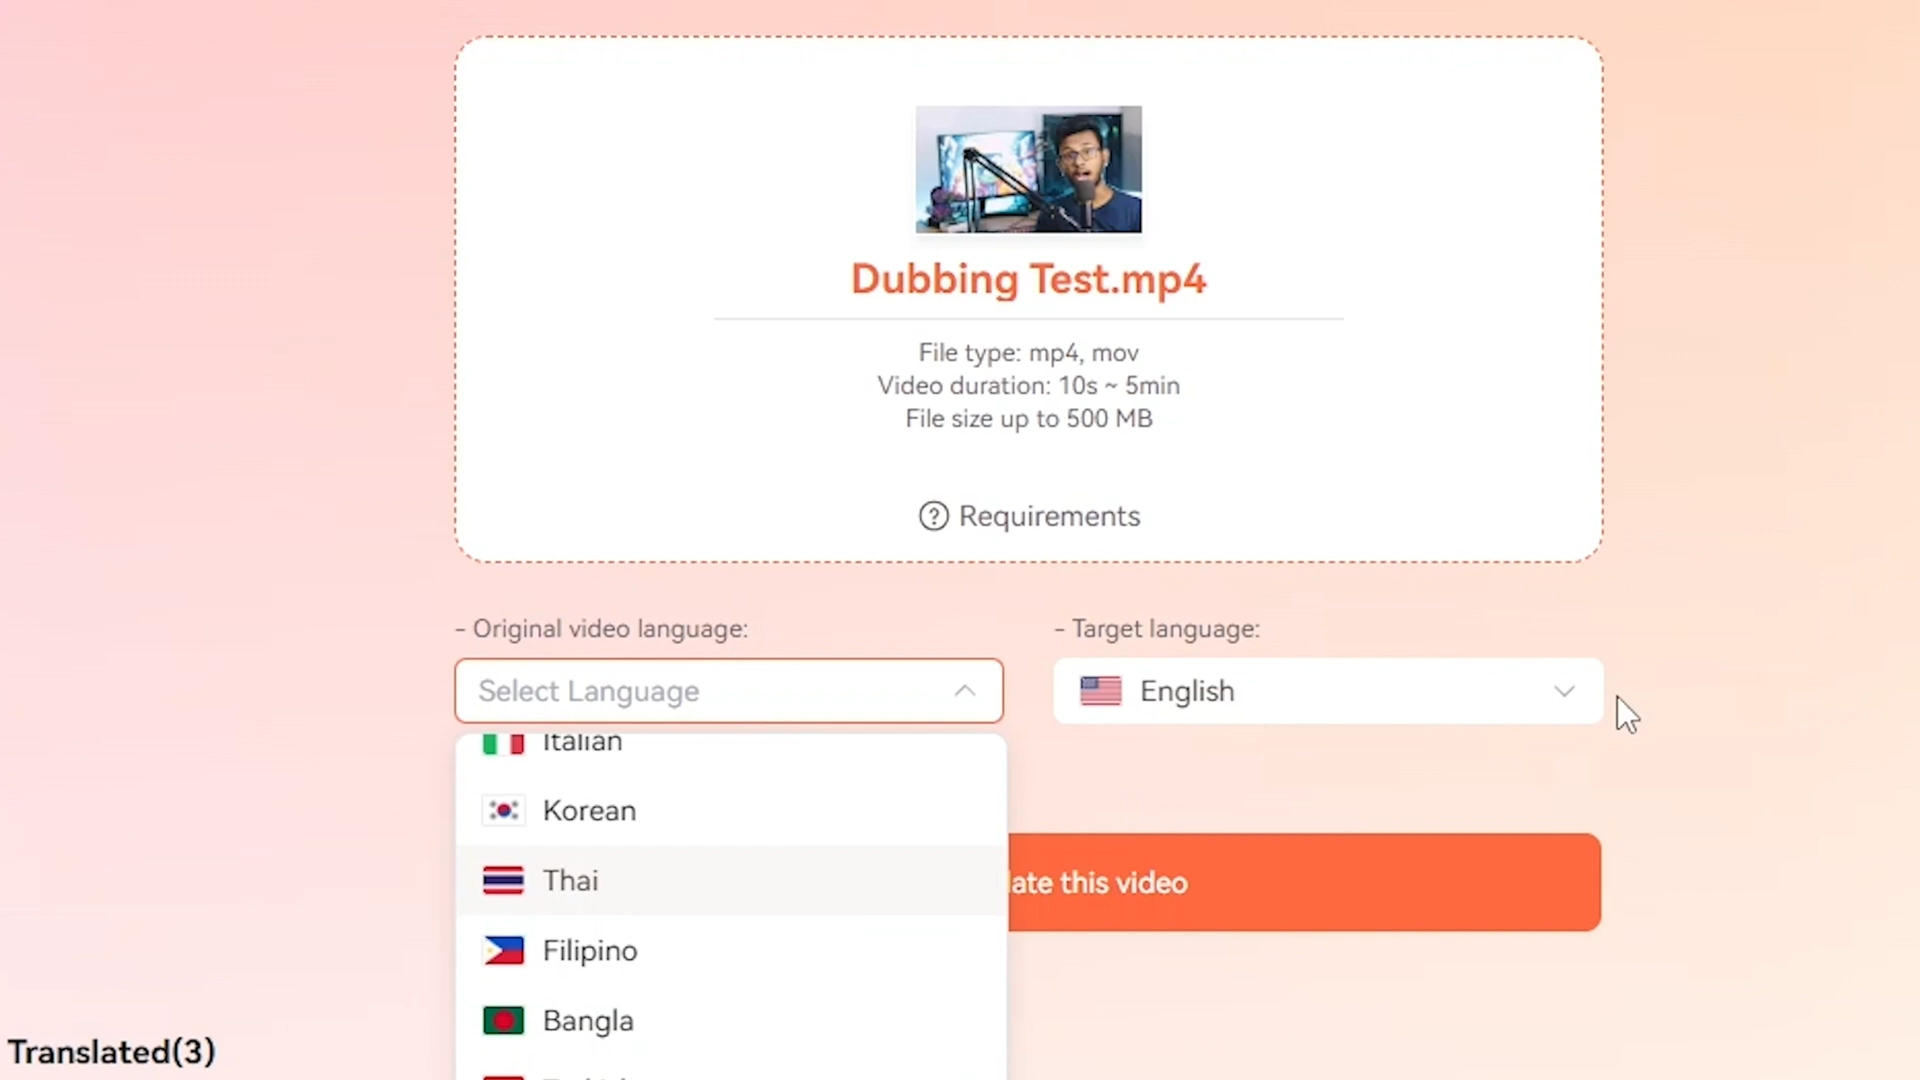 Dubbing Test.mp4
File type: mp4, mov
Video duration: 10s ~ 5min
File size up to 500 MB
? Requirements
- Original video language:
- Target language:
Select Language
English
Italian
Korean
Thai
late this video
Filipino
Bangla
Translated(3)